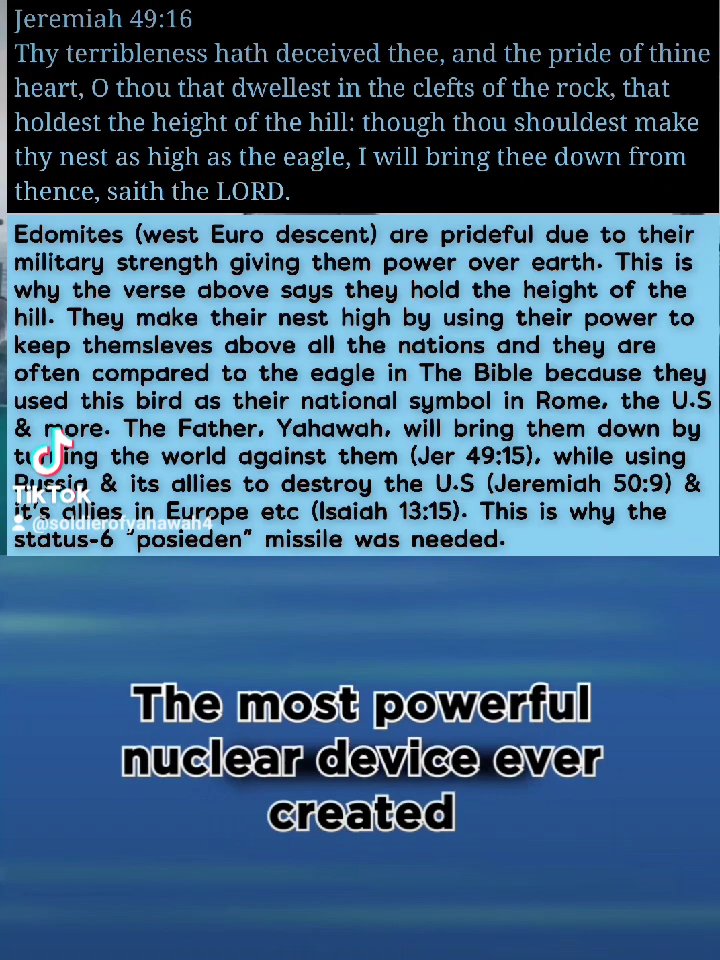 Jeremiah 49:16
Thy terribleness hath deceived thee, and the pride of thine
heart, O thou that dwellest in the clefts of the rock, that
holdest the height of the hill: though thou shouldest make
thy nest as high as the eagle, I will bring thee down from
thence, saith the LORD.
Edomites (west Euro descent) are prideful due to their
military strength giving them power over earth. This is
why the verse above says they hold the height of the
hill. They make their nest high by using their power to
keep themsleves above all the nations and they are
often compared to the eagle in The Bible because they
used this bird as their national symbol in Rome, the U.S
& more. The Father, Yahawah, will bring them down by
turning the world against them (Jer 49:15), while using
Russia & its allies to destroy the U.S (Jeremiah 50:9) &
it's allies in Europe etc (Isaiah 13:15). This is why the
status-6 "posieden" missile was needed.
TikTok
@soldierofyahawah4
The most powerful
nuclear device ever
created